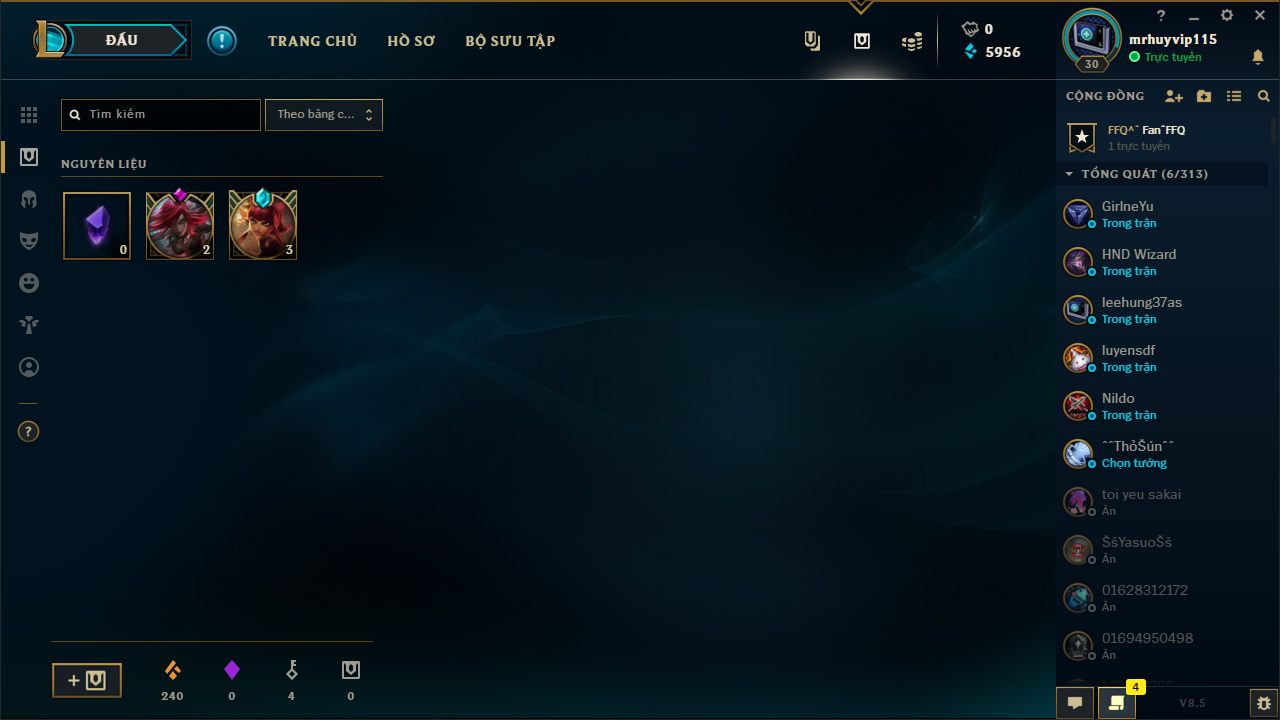 ĐẤU
TRANG CHỦ
HỒ SƠ
BỘ SƯU TẬP
0
5956
30
mrhuyvip115
Trực tuyến
Tìm kiếm
Theo bảng c...
NGUYÊN LIỆU
0
2
3
CỘNG ĐỒNG
FFQ^ˆ FanˆFFQ
1 trực tuyến
TỔNG QUÁT (6/313)
GirlneYu
Trong trận
HND Wizard
Trong trận
leehung37as
Trong trận
luyensdf
Trong trận
Nildo
Trong trận
ˆˆThỏŠúnˆˆ
Chọn tướng
toi yeu sakai
Ẩn
ŠšYasuoŠš
Ẩn
01628312172
Ẩn
01694950498
Ẩn
240
0
4
0
4
V8.5